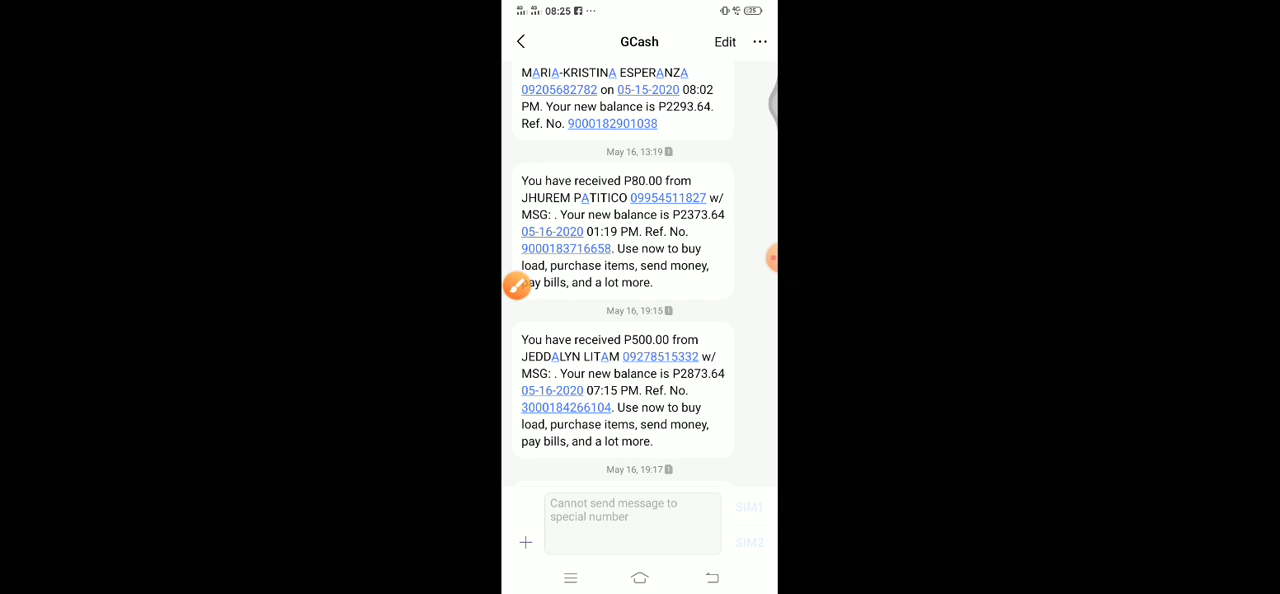 08:25
25
GCash
Edit
MARIA-KRISTINA ESPERANZA
09205682782 on 05-15-2020 08:02
PM. Your new balance is P2293.64.
Ref. No. 9000182901038
May 16, 13:19 1
You have received P80.00 from
JHUREM PATITICO 09954511827 w/
MSG: . Your new balance is P2373.64
05-16-2020 01:19 PM. Ref. No.
9000183716658. Use now to buy
load, purchase items, send money,
pay bills, and a lot more.
May 16, 19:15 1
You have received P500.00 from
JEDDALYN LITAM 09278515332 w/
MSG: . Your new balance is P2873.64
05-16-2020 07:15 PM. Ref. No.
3000184266104. Use now to buy
load, purchase items, send money,
pay bills, and a lot more.
May 16, 19:17 1
Cannot send message to
special number
SIM1
SIM2